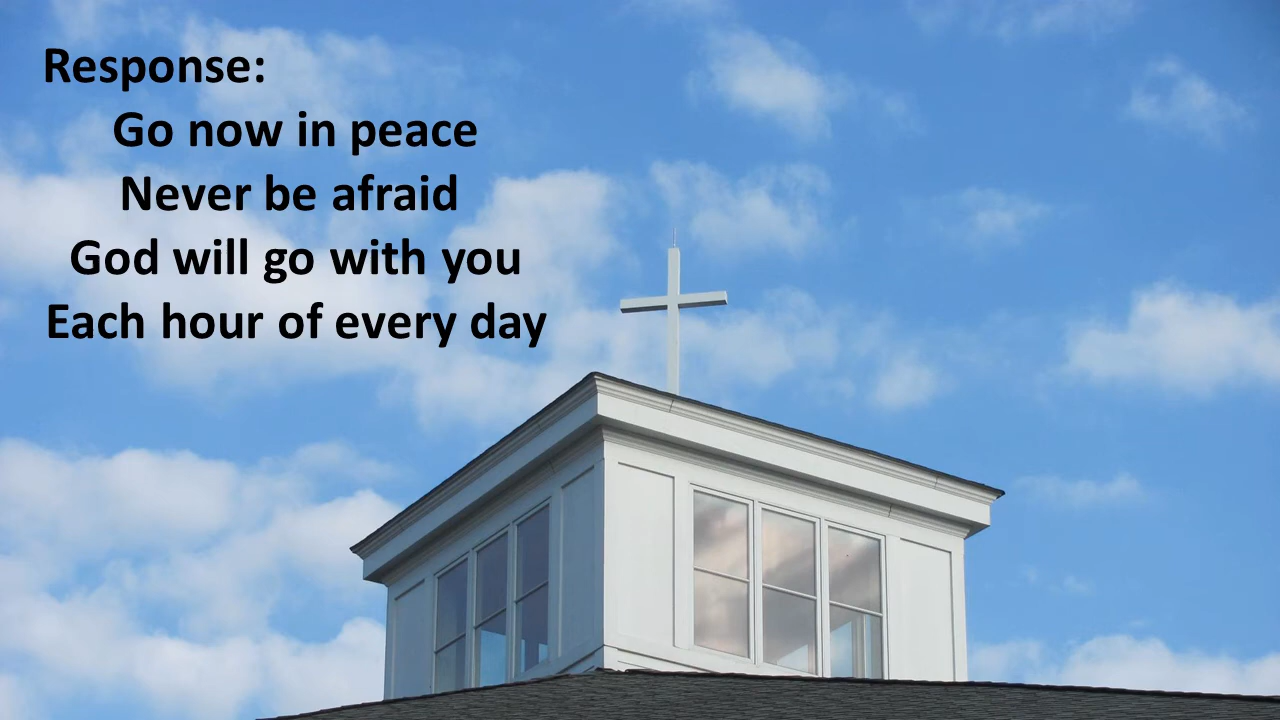 Response:
Go now in peace
Never be afraid
God will go with you
Each hour of every day